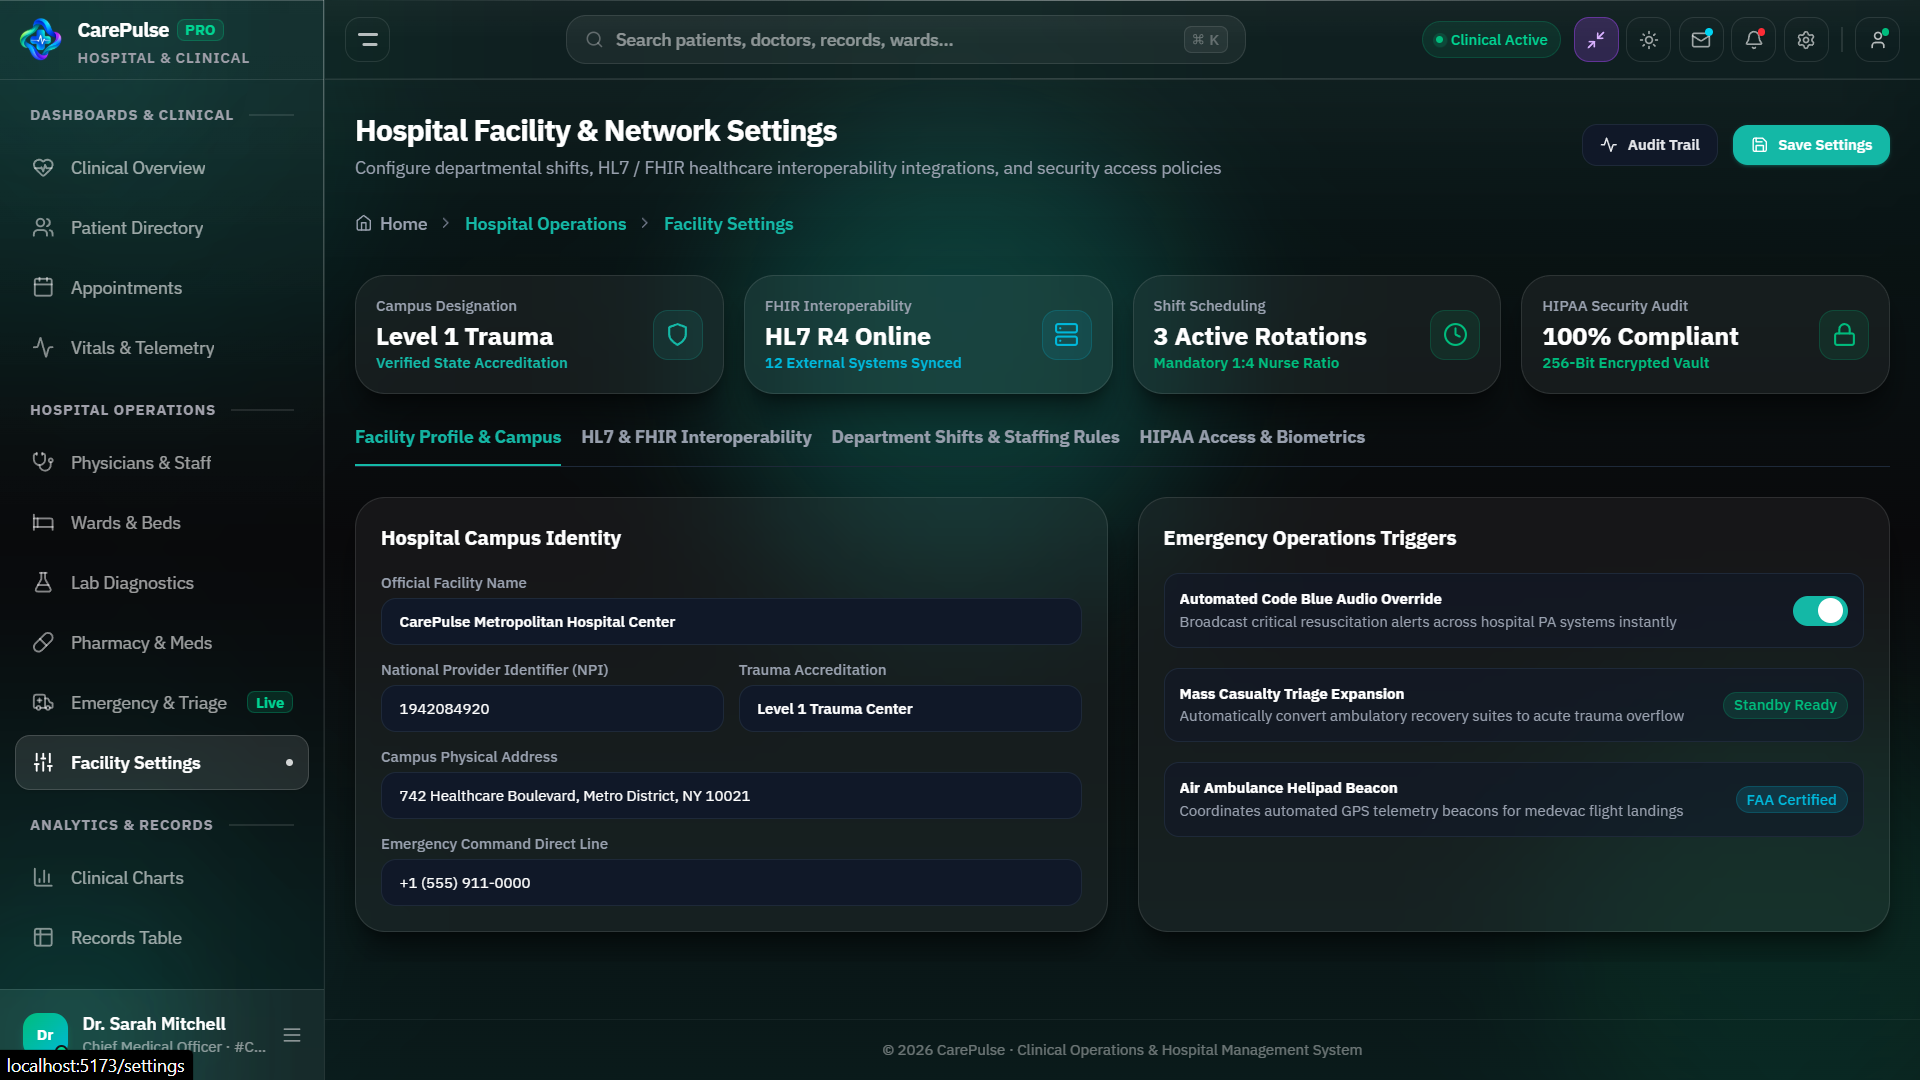 CarePulse PRO
HOSPITAL & CLINICAL
Search patients, doctors, records, wards...
⌘ K
Clinical Active
DASHBOARDS & CLINICAL
Clinical Overview
Patient Directory
Appointments
Vitals & Telemetry
HOSPITAL OPERATIONS
Physicians & Staff
Wards & Beds
Lab Diagnostics
Pharmacy & Meds
Emergency & Triage Live
Facility Settings
ANALYTICS & RECORDS
Clinical Charts
Records Table
Dr
Dr. Sarah Mitchell
Chief Medical Officer · #C...
localhost:5173/settings
Hospital Facility & Network Settings
Configure departmental shifts, HL7 / FHIR healthcare interoperability integrations, and security access policies
Audit Trail
Save Settings
Home > Hospital Operations > Facility Settings
Campus Designation
Level 1 Trauma
Verified State Accreditation
FHIR Interoperability
HL7 R4 Online
12 External Systems Synced
Shift Scheduling
3 Active Rotations
Mandatory 1:4 Nurse Ratio
HIPAA Security Audit
100% Compliant
256-Bit Encrypted Vault
Facility Profile & Campus
HL7 & FHIR Interoperability
Department Shifts & Staffing Rules
HIPAA Access & Biometrics
Hospital Campus Identity
Official Facility Name
CarePulse Metropolitan Hospital Center
National Provider Identifier (NPI)
1942084920
Trauma Accreditation
Level 1 Trauma Center
Campus Physical Address
742 Healthcare Boulevard, Metro District, NY 10021
Emergency Command Direct Line
+1 (555) 911-0000
Emergency Operations Triggers
Automated Code Blue Audio Override
Broadcast critical resuscitation alerts across hospital PA systems instantly
Mass Casualty Triage Expansion
Automatically convert ambulatory recovery suites to acute trauma overflow
Standby Ready
Air Ambulance Helipad Beacon
Coordinates automated GPS telemetry beacons for medevac flight landings
FAA Certified
© 2026 CarePulse · Clinical Operations & Hospital Management System